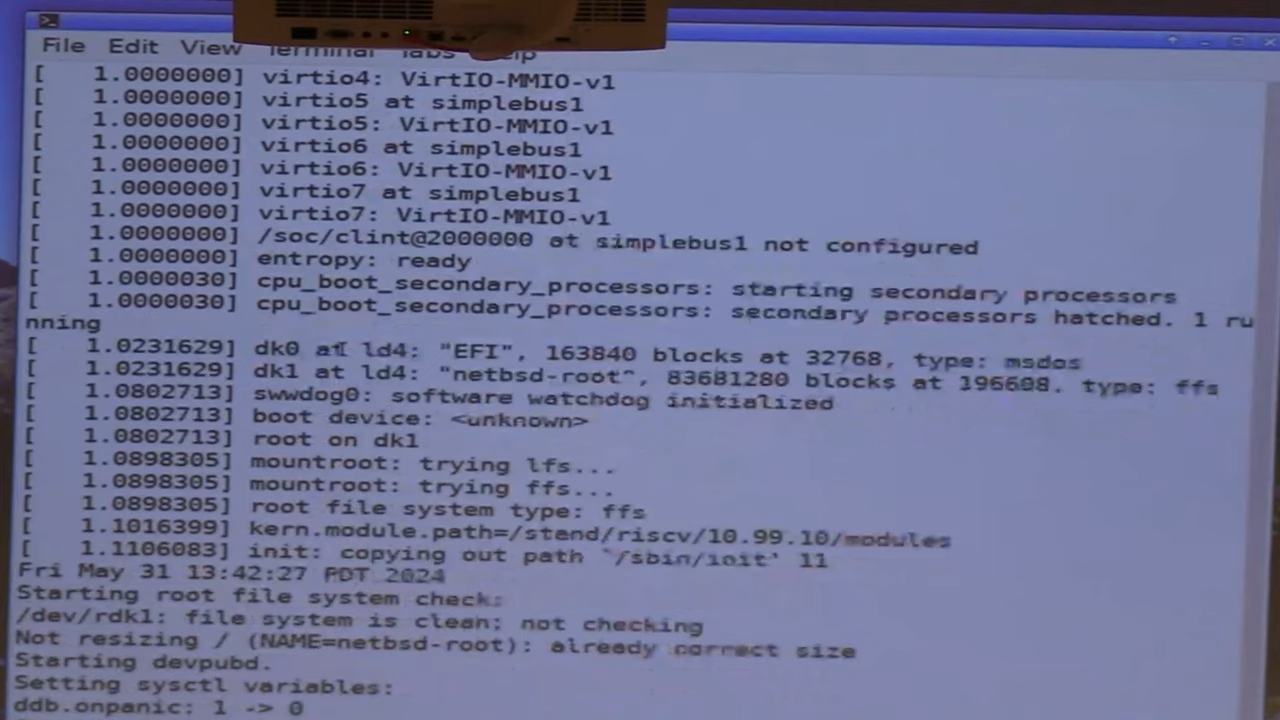 File Edit View Terminal Tabs Help
[   1.0000000] virtio4: VirtIO-MMIO-v1
[   1.0000000] virtio5 at simplebus1
[   1.0000000] virtio5: VirtIO-MMIO-v1
[   1.0000000] virtio6 at simplebus1
[   1.0000000] virtio6: VirtIO-MMIO-v1
[   1.0000000] virtio7 at simplebus1
[   1.0000000] virtio7: VirtIO-MMIO-v1
[   1.0000000] /soc/clint@2000000 at simplebus1 not configured
[   1.0000000] entropy: ready
[   1.0000030] cpu_boot_secondary_processors: starting secondary processors
[   1.0000030] cpu_boot_secondary_processors: secondary processors hatched. 1 ru
nning
[   1.0231629] dk0 at ld4: "EFI", 163840 blocks at 32768, type: msdos
[   1.0231629] dk1 at ld4: "netbsd-root", 83681280 blocks at 196608, type: ffs
[   1.0802713] swwdog0: software watchdog initialized
[   1.0802713] boot device: <unknown>
[   1.0802713] root on dk1
[   1.0898305] mountroot: trying lfs...
[   1.0898305] mountroot: trying ffs...
[   1.0898305] root file system type: ffs
[   1.1016399] kern.module.path=/stand/riscv/10.99.10/modules
[   1.1106083] init: copying out path `/sbin/init' 11
Fri May 31 13:42:27 PDT 2024
Starting root file system check:
/dev/rdk1: file system is clean; not checking
Not resizing / (NAME=netbsd-root): already correct size
Starting devpubd.
Setting sysctl variables:
ddb.onpanic: 1 -> 0